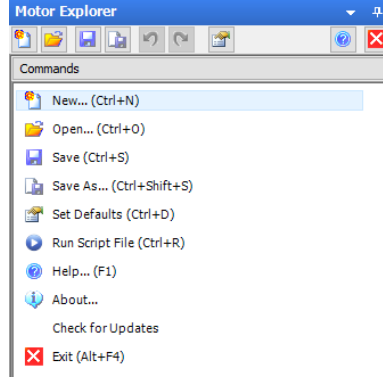 Motor Explorer
Commands
New... (Ctrl+N)
Open... (Ctrl+O)
Save (Ctrl+S)
Save As... (Ctrl+Shift+S)
Set Defaults (Ctrl+D)
Run Script File (Ctrl+R)
Help... (F1)
About...
Check for Updates
Exit (Alt+F4)